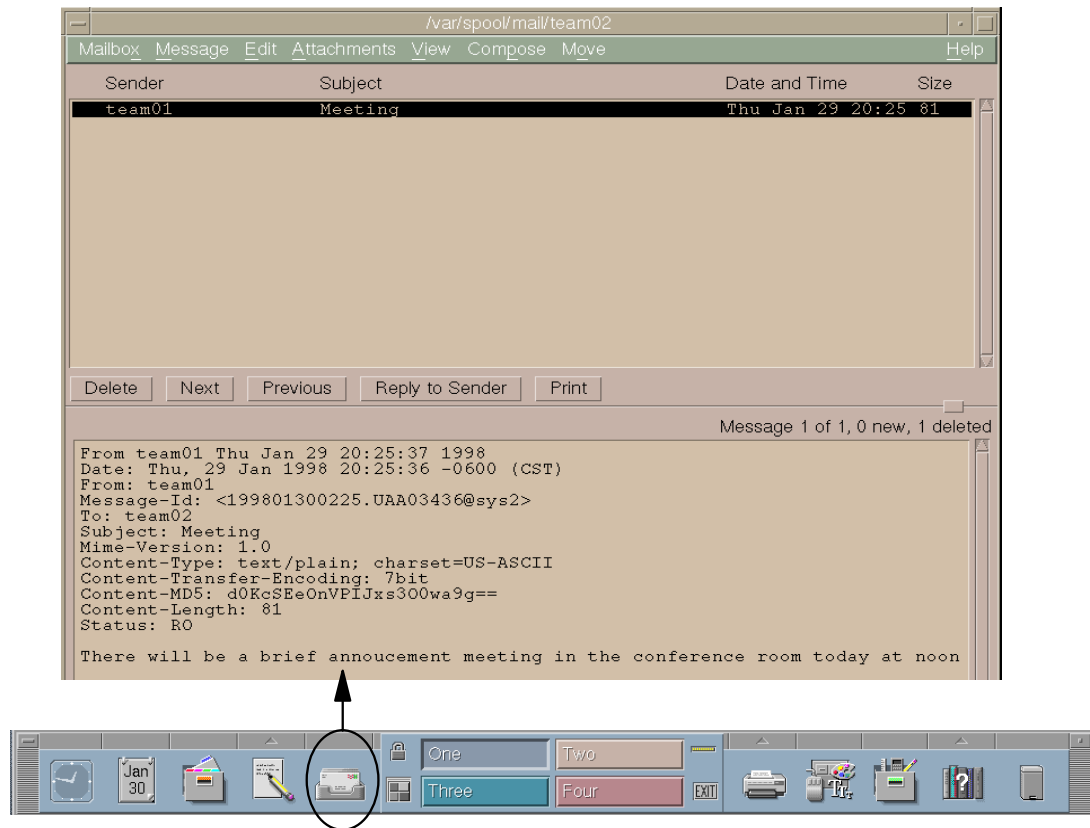 /var/spool/mail/team02
Mailbox Message Edit Attachments View Compose Move Help
Sender Subject Date and Time Size
team01 Meeting Thu Jan 29 20:25 81
Delete Next Previous Reply to Sender Print
Message 1 of 1, 0 new, 1 deleted
From team01 Thu Jan 29 20:25:37 1998
Date: Thu, 29 Jan 1998 20:25:36 -0600 (CST)
From: team01
Message-Id: <199801300225.UAA03436@sys2>
To: team02
Subject: Meeting
Mime-Version: 1.0
Content-Type: text/plain; charset=US-ASCII
Content-Transfer-Encoding: 7bit
Content-MD5: d0KcSEeOnVPIJxs3O0wa9g==
Content-Length: 81
Status: RO
There will be a brief annoucement meeting in the conference room today at noon
One Two
Jan
30
Three Four EXIT
?